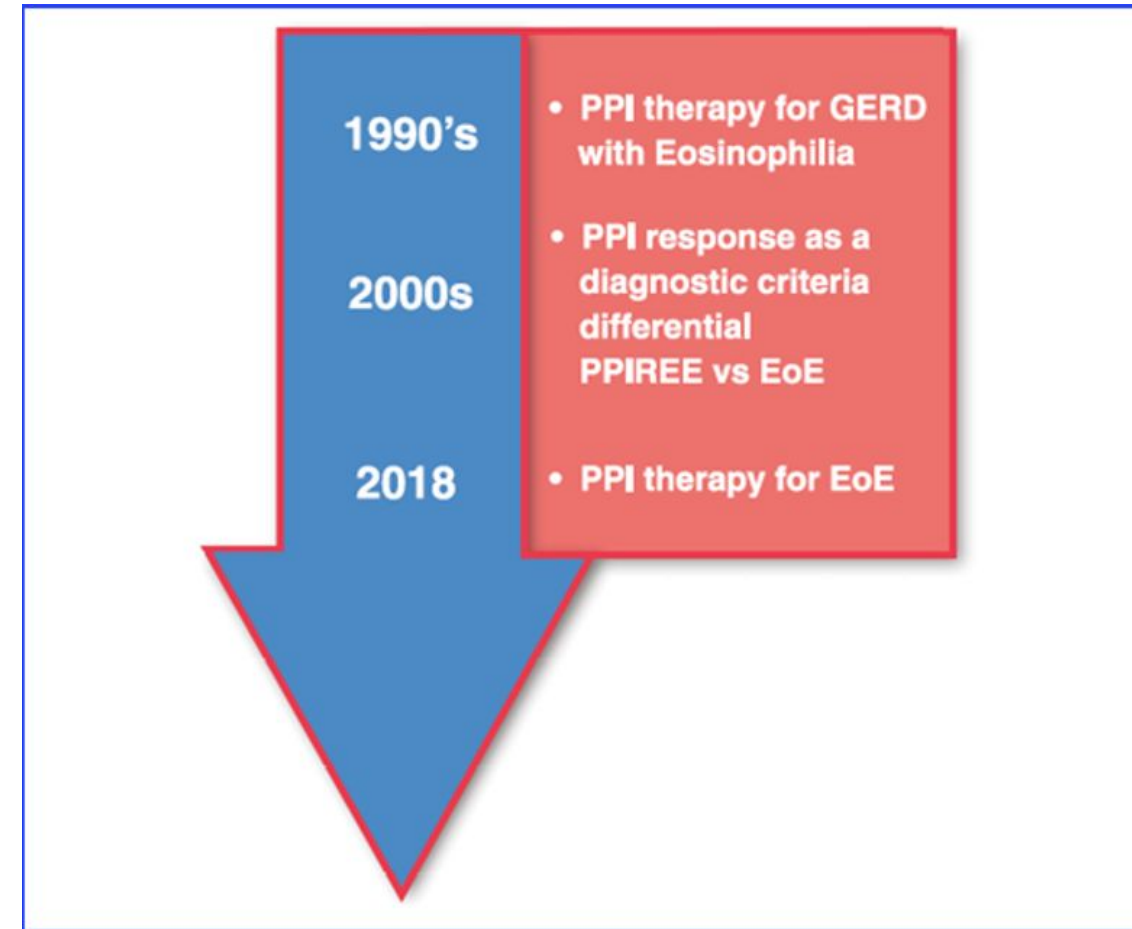 1990's
• PPI therapy for GERD
with Eosinophilia
2000s
• PPI response as a
diagnostic criteria
differential
PPIREE vs EoE
2018
• PPI therapy for EoE